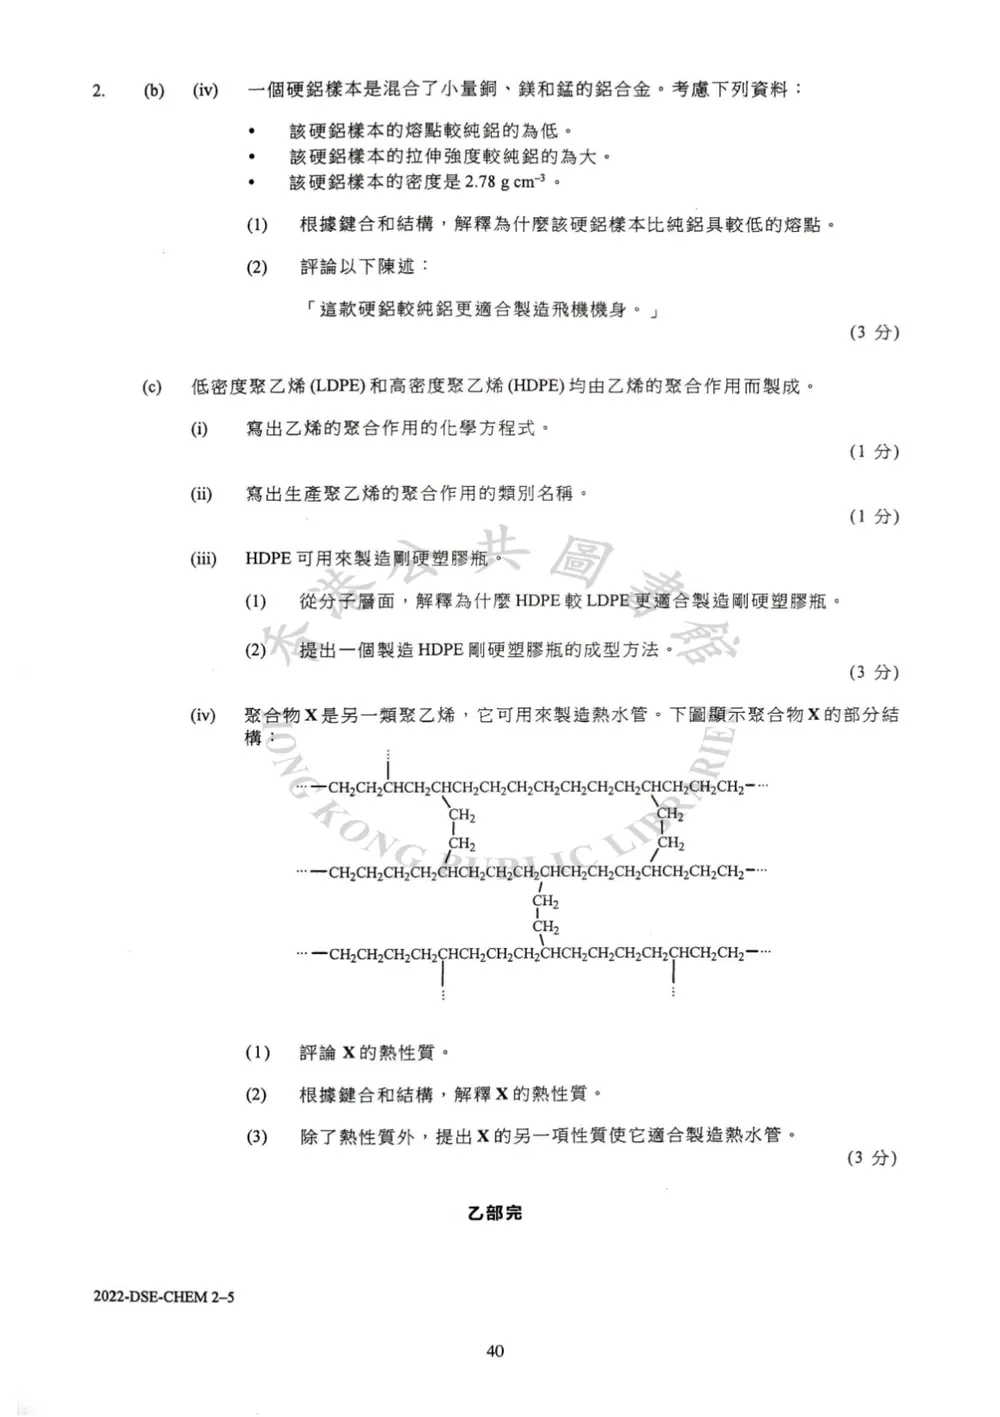 2. (b) (iv) 一個硬鋁樣本是混合了小量銅、鎂和錳的鋁合金。考慮下列資料：
• 該硬鋁樣本的熔點較純鋁的為低。
• 該硬鋁樣本的拉伸強度較純鋁的為大。
• 該硬鋁樣本的密度是 2.78 g cm⁻³ 。
(1) 根據鍵合和結構，解釋為什麼該硬鋁樣本比純鋁具較低的熔點。
(2) 評論以下陳述：
「這款硬鋁較純鋁更適合製造飛機機身。」
(3 分)
(c) 低密度聚乙烯 (LDPE) 和高密度聚乙烯 (HDPE) 均由乙烯的聚合作用而製成。
(i) 寫出乙烯的聚合作用的化學方程式。
(1 分)
(ii) 寫出生產聚乙烯的聚合作用的類別名稱。
(1 分)
(iii) HDPE 可用來製造剛硬塑膠瓶。
(1) 從分子層面，解釋為什麼 HDPE 較 LDPE 更適合製造剛硬塑膠瓶。
(2) 提出一個製造 HDPE 剛硬塑膠瓶的成型方法。
(3 分)
(iv) 聚合物 X 是另一類聚乙烯，它可用來製造熱水管。下圖顯示聚合物 X 的部分結
構：
···—CH₂CH₂CHCH₂CHCH₂CH₂CH₂CH₂CH₂CH₂CH₂CHCH₂CH₂CH₂—···
CH₂ CH₂
CH₂ CH₂
···—CH₂CH₂CH₂CH₂CHCH₂CH₂CH₂CHCH₂CH₂CH₂CHCH₂CH₂CH₂—···
CH₂
CH₂
···—CH₂CH₂CH₂CH₂CHCH₂CH₂CH₂CHCH₂CH₂CH₂CH₂CHCH₂CH₂—···
(1) 評論 X 的熱性質。
(2) 根據鍵合和結構，解釋 X 的熱性質。
(3) 除了熱性質外，提出 X 的另一項性質使它適合製造熱水管。
(3 分)
乙部完
2022-DSE-CHEM 2–5
40
香港公共圖書館
HONG KONG PUBLIC LIBRARIES